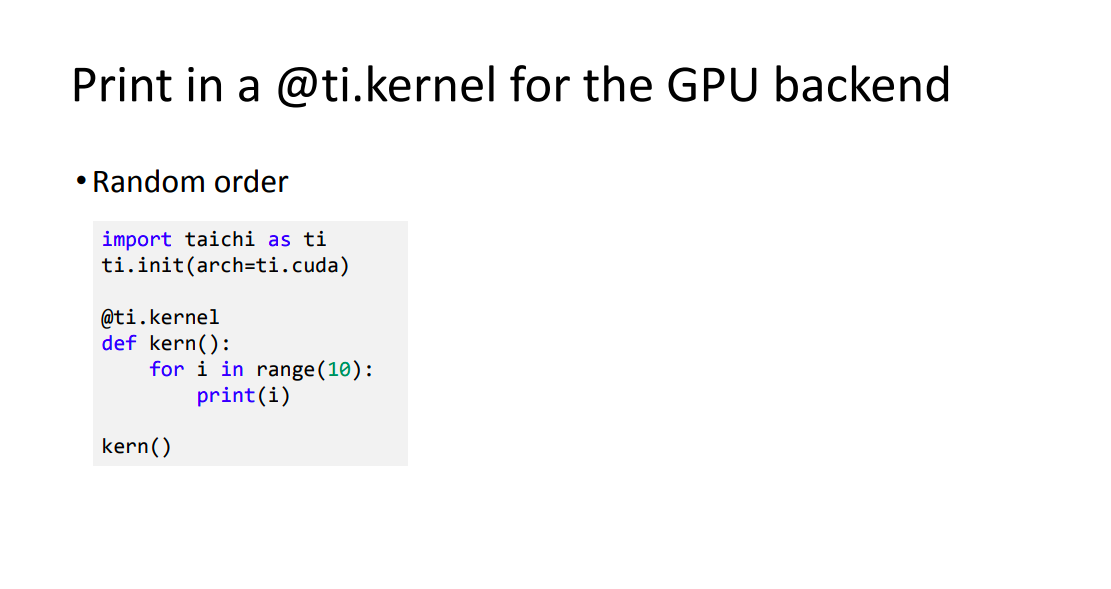 Print in a @ti.kernel for the GPU backend
• Random order
import taichi as ti
ti.init(arch=ti.cuda)
@ti.kernel
def kern():
    for i in range(10):
        print(i)
kern()